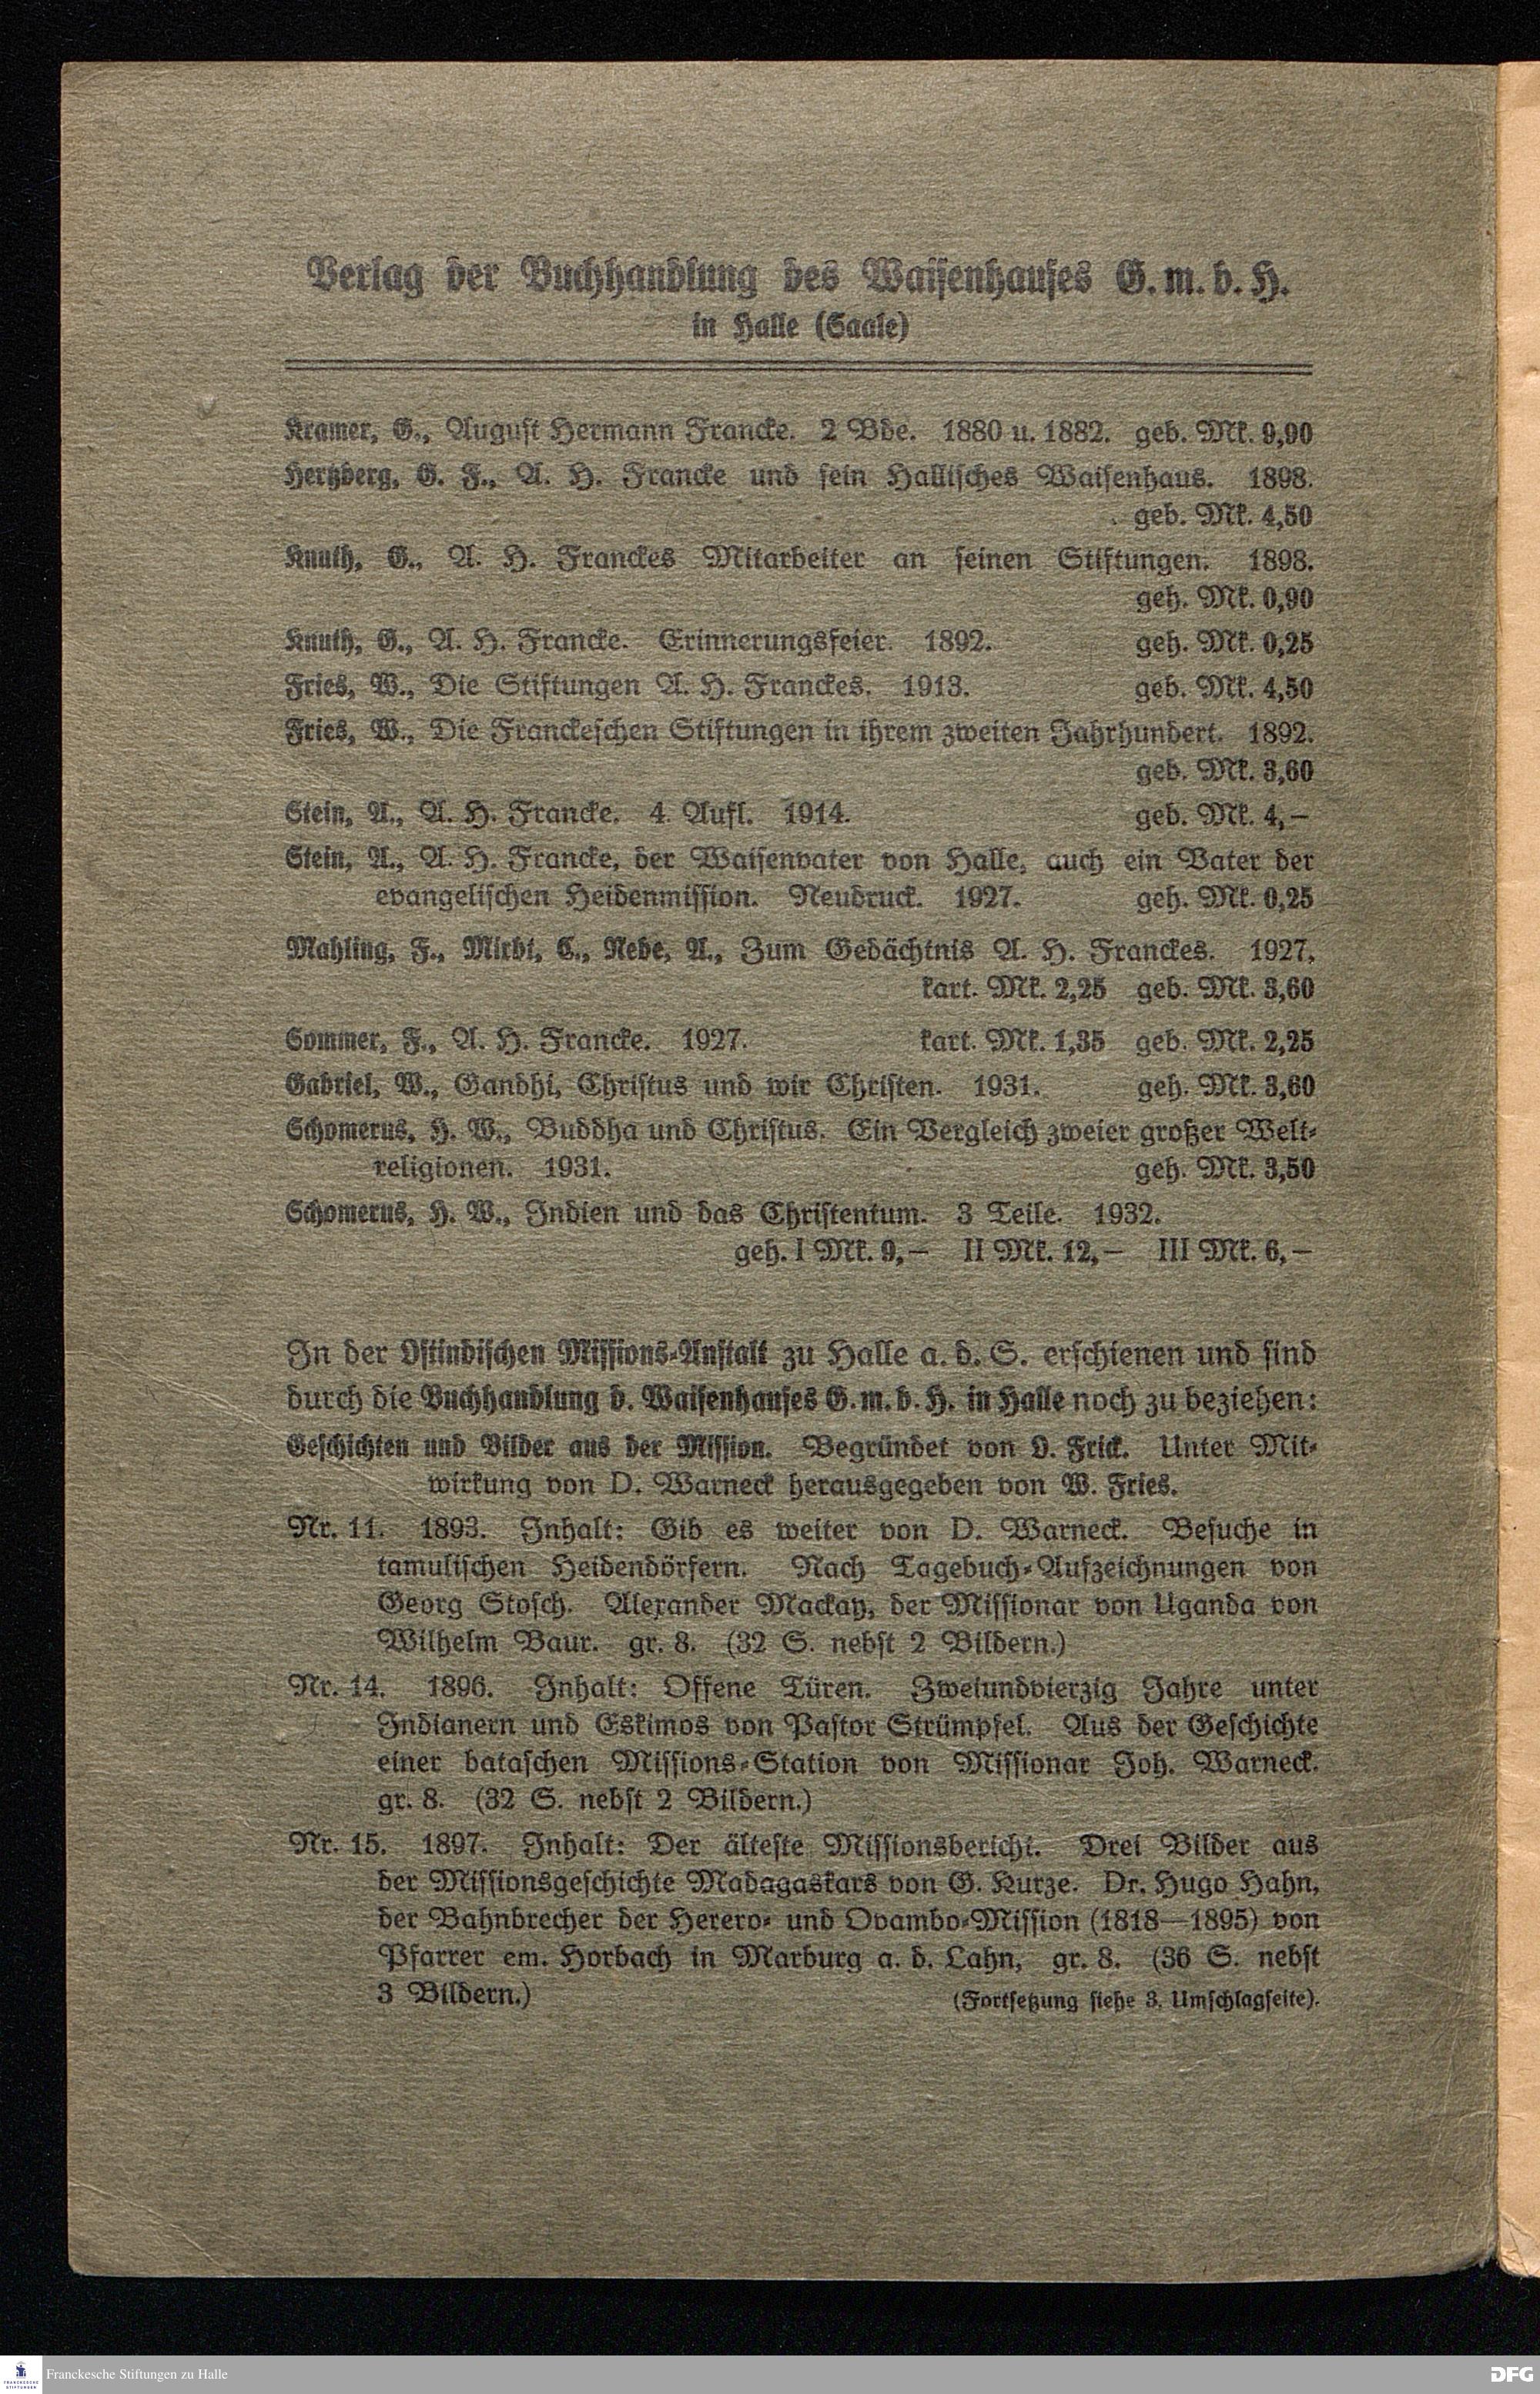 Verlag der Buchhandlung des Waisenhauses G.m.b.H.
in Halle (Saale)
Kramer, G., August Hermann Francke. 2 Bde. 1880 u. 1882. geb. Mk. 9,90
Hertzberg, G. F., A. H. Francke und sein Hallisches Waisenhaus. 1898.
geb. Mk. 4,50
Knuth, G., A. H. Franckes Mitarbeiter an seinen Stiftungen. 1898.
geh. Mk. 0,90
Knuth, G., A. H. Francke. Erinnerungsfeier. 1892. geh. Mk. 0,25
Fries, W., Die Stiftungen A. H. Franckes. 1913. geb. Mk. 4,50
Fries, W., Die Franckeschen Stiftungen in ihrem zweiten Jahrhundert. 1892.
geb. Mk. 3,60
Stein, A., A. H. Francke. 4. Aufl. 1914. geb. Mk. 4,—
Stein, A., A. H. Francke, der Waisenvater von Halle, auch ein Vater der
evangelischen Heidenmission. Neudruck. 1927. geh. Mk. 0,25
Mahling, F., Mirbt, C., Nebe, A., Zum Gedächtnis A. H. Franckes. 1927,
kart. Mk. 2,25 geb. Mk. 3,60
Sommer, F., A. H. Francke. 1927. kart. Mk. 1,35 geb. Mk. 2,25
Gabriel, W., Gandhi, Christus und wir Christen. 1931. geh. Mk. 3,60
Schomerus, H. W., Buddha und Christus. Ein Vergleich zweier großer Welt-
religionen. 1931. geh. Mk. 3,50
Schomerus, H. W., Indien und das Christentum. 3 Teile. 1932.
geh. I Mk. 9,— II Mk. 12,— III Mk. 6,—
In der Ostindischen Missions-Anstalt zu Halle a. d. S. erschienen und sind
durch die Buchhandlung d. Waisenhauses G.m.b.H. in Halle noch zu beziehen:
Geschichten und Bilder aus der Mission. Begründet von O. Frick. Unter Mit-
wirkung von D. Warneck herausgegeben von W. Fries.
Nr. 11. 1893. Inhalt: Gib es weiter von D. Warneck. Besuche in
tamulischen Heidendörfern. Nach Tagebuch-Aufzeichnungen von
Georg Stosch. Alexander Mackay, der Missionar von Uganda von
Wilhelm Baur. gr. 8. (32 S. nebst 2 Bildern.)
Nr. 14. 1896. Inhalt: Offene Türen. Zweiundvierzig Jahre unter
Indianern und Eskimos von Pastor Strümpfel. Aus der Geschichte
einer bataschen Missions-Station von Missionar Joh. Warneck.
gr. 8. (32 S. nebst 2 Bildern.)
Nr. 15. 1897. Inhalt: Der älteste Missionsbericht. Drei Bilder aus
der Missionsgeschichte Madagaskars von G. Kurze. Dr. Hugo Hahn,
der Bahnbrecher der Herero- und Ovambo-Mission (1818—1895) von
Pfarrer em. Horbach in Marburg a. d. Lahn, gr. 8. (36 S. nebst
3 Bildern.) (Fortsetzung siehe 3. Umschlagseite).
FRANCKESCHE
STIFTUNGEN
Franckesche Stiftungen zu Halle
DFG